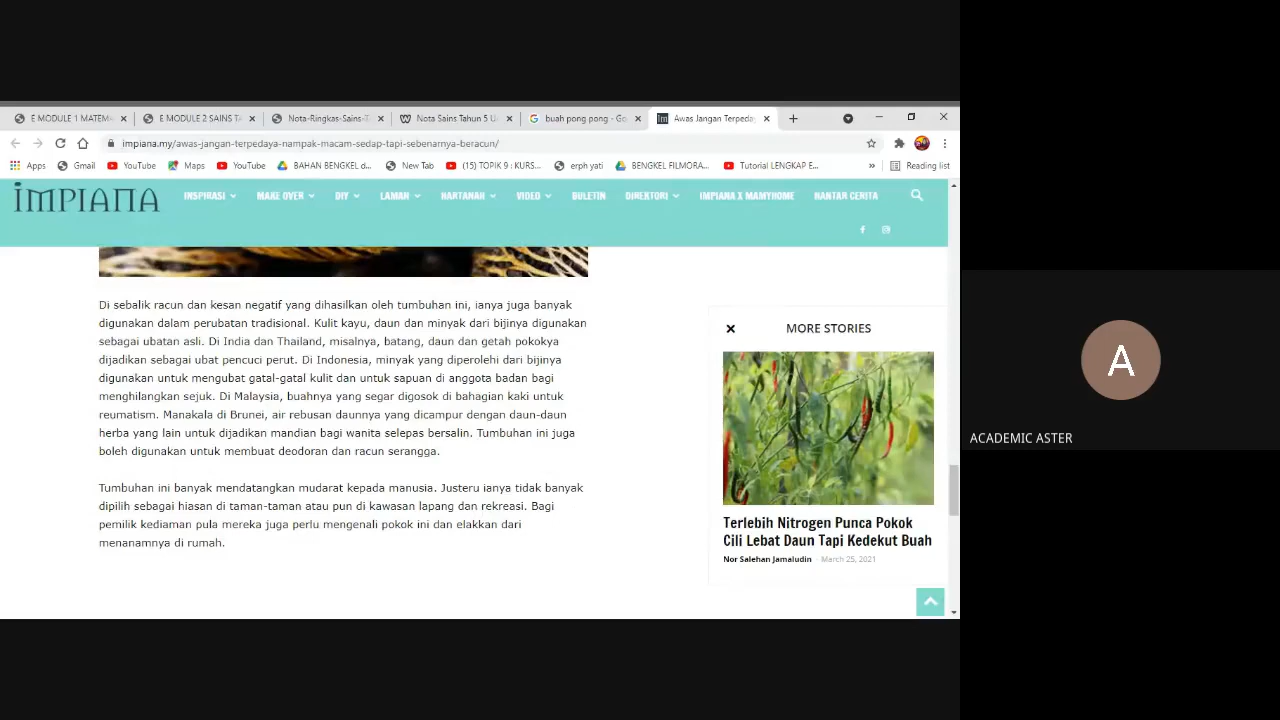 E MODULE 1 MATEM
E MODULE 2 SAINS TA
Nota-Ringkas-Sains-T
Nota Sains Tahun 5 U
buah pong pong - Go
Awas Jangan Terpeda
impiana.my/awas-jangan-terpedaya-nampak-macam-sedap-tapi-sebenarnya-beracun/
Apps
Gmail
YouTube
Maps
YouTube
BAHAN BENGKEL d...
New Tab
(15) TOPIK 9 : KURS...
erph yati
BENGKEL FILMORA...
Tutorial LENGKAP E...
»
Reading list
IMPIANA
INSPIRASI
MAKE OVER
DIY
LAMAN
HARTANAH
VIDEO
BULETIN
DIREKTORI
IMPIANA X MAMYHOME
HANTAR CERITA
Di sebalik racun dan kesan negatif yang dihasilkan oleh tumbuhan ini, ianya juga banyak
digunakan dalam perubatan tradisional. Kulit kayu, daun dan minyak dari bijinya digunakan
sebagai ubatan asli. Di India dan Thailand, misalnya, batang, daun dan getah pokokya
dijadikan sebagai ubat pencuci perut. Di Indonesia, minyak yang diperolehi dari bijinya
digunakan untuk mengubat gatal-gatal kulit dan untuk sapuan di anggota badan bagi
menghilangkan sejuk. Di Malaysia, buahnya yang segar digosok di bahagian kaki untuk
reumatism. Manakala di Brunei, air rebusan daunnya yang dicampur dengan daun-daun
herba yang lain untuk dijadikan mandian bagi wanita selepas bersalin. Tumbuhan ini juga
boleh digunakan untuk membuat deodoran dan racun serangga.
Tumbuhan ini banyak mendatangkan mudarat kepada manusia. Justeru ianya tidak banyak
dipilih sebagai hiasan di taman-taman atau pun di kawasan lapang dan rekreasi. Bagi
pemilik kediaman pula mereka juga perlu mengenali pokok ini dan elakkan dari
menanamnya di rumah.
MORE STORIES
Terlebih Nitrogen Punca Pokok
Cili Lebat Daun Tapi Kedekut Buah
Nor Salehan Jamaludin - March 25, 2021
A
ACADEMIC ASTER